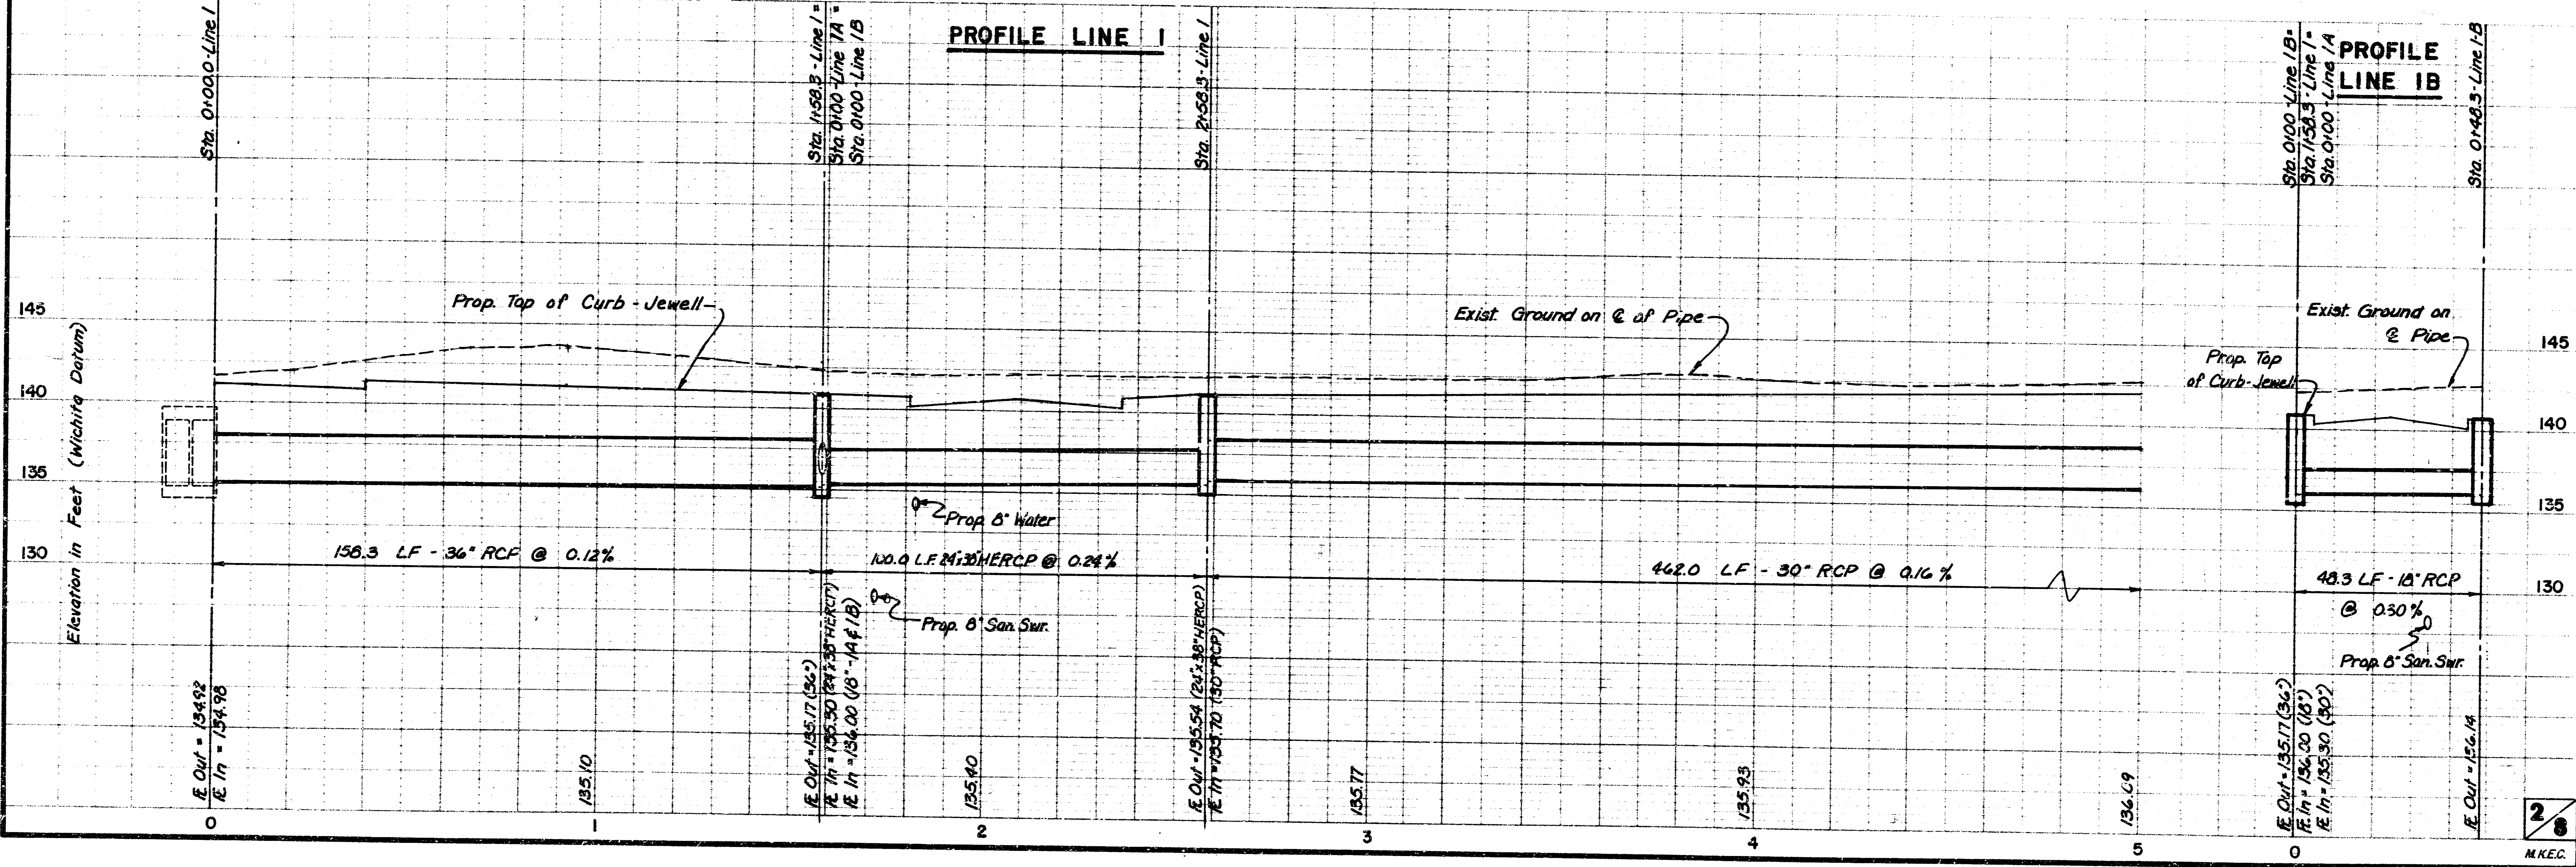 PROFILE LINE 1
PROFILE
LINE 1B
Sta. 0+00.0-Line 1
Sta. 1+58.3-Line 1 =
Sta. 0+00-Line 1A =
Sta. 0+00-Line 1B
Sta. 2+58.3-Line 1
Sta. 0+00-Line 1B=
Sta. 1+58.3-Line 1=
Sta. 0+00-Line 1A
Sta. 0+48.3-Line 1-B
Elevation in Feet (Wichita Datum)
145
140
135
130
Prop. Top of Curb - Jewell
Exist. Ground on ℄ of Pipe
Exist. Ground on
℄ Pipe
Prop. Top
of Curb-Jewell
145
140
135
130
Prop. 8" Water
158.3 LF - 36" RCP @ 0.12%
100.0 L.F. 24"x38" HERCP @ 0.24%
462.0 LF - 30" RCP @ 0.16%
48.3 LF - 18" RCP
@ 0.30%
Prop. 8" San. Swr.
Prop. 8" San. Swr.
FL Out = 134.92
FL In = 134.98
135.10
FL Out = 135.17 (36")
FL In = 135.30 (24"x38" HERCP)
FL In = 136.00 (18"-1A & 1B)
135.40
FL Out = 135.54 (24"x38" HERCP)
FL In = 135.70 (30" RCP)
135.77
135.93
136.09
FL Out = 135.17 (36")
FL In = 136.00 (18")
FL In = 135.30 (30")
FL Out = 136.14
0
1
2
3
4
5
0
2/8
M.K.E.C.